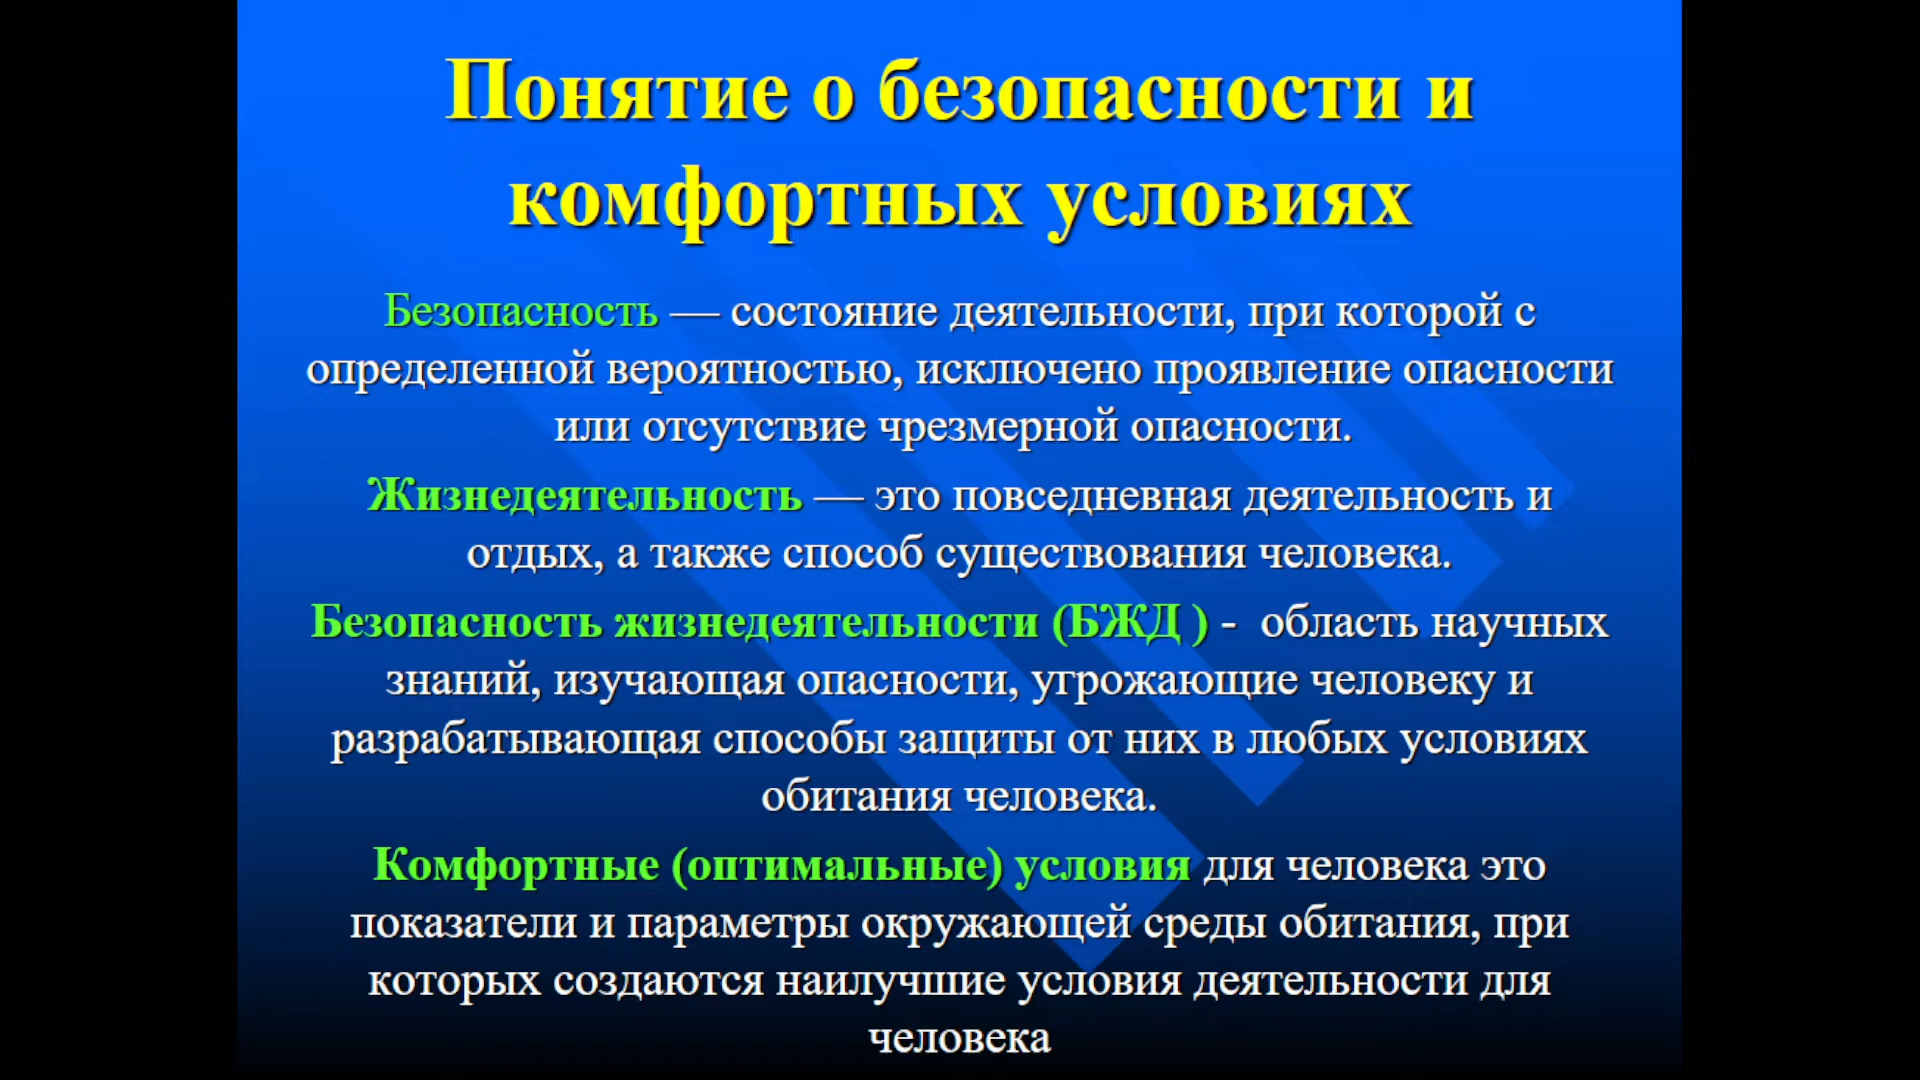 Понятие о безопасности и
комфортных условиях
Безопасность — состояние деятельности, при которой с
определенной вероятностью, исключено проявление опасности
или отсутствие чрезмерной опасности.
Жизнедеятельность — это повседневная деятельность и
отдых, а также способ существования человека.
Безопасность жизнедеятельности (БЖД ) -  область научных
знаний, изучающая опасности, угрожающие человеку и
разрабатывающая способы защиты от них в любых условиях
обитания человека.
Комфортные (оптимальные) условия для человека это
показатели и параметры окружающей среды обитания, при
которых создаются наилучшие условия деятельности для
человека